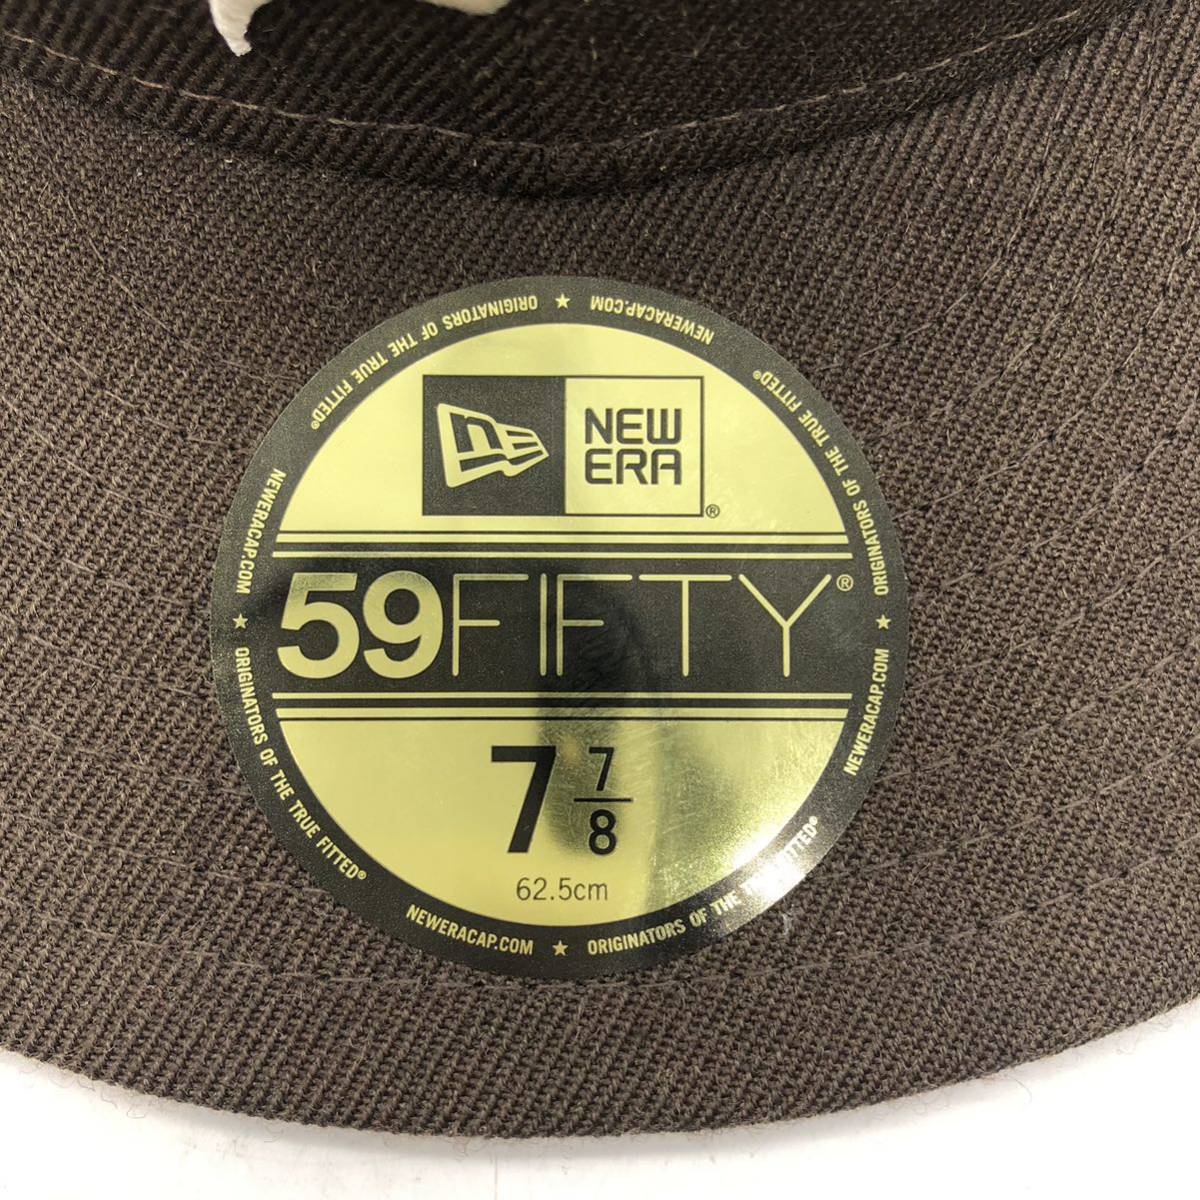 NEW
ERA
®
59FIFTY®
7 7/8
62.5cm
ORIGINATORS OF THE TRUE FITTED® ★ NEWERACAP.COM
ORIGINATORS OF THE TRUE FITTED® ★ NEWERACAP.COM
NEWERACAP.COM ★ ORIGINATORS OF THE TRUE FITTED®
NEWERACAP.COM ★ ORIGINATORS OF THE FITTED®